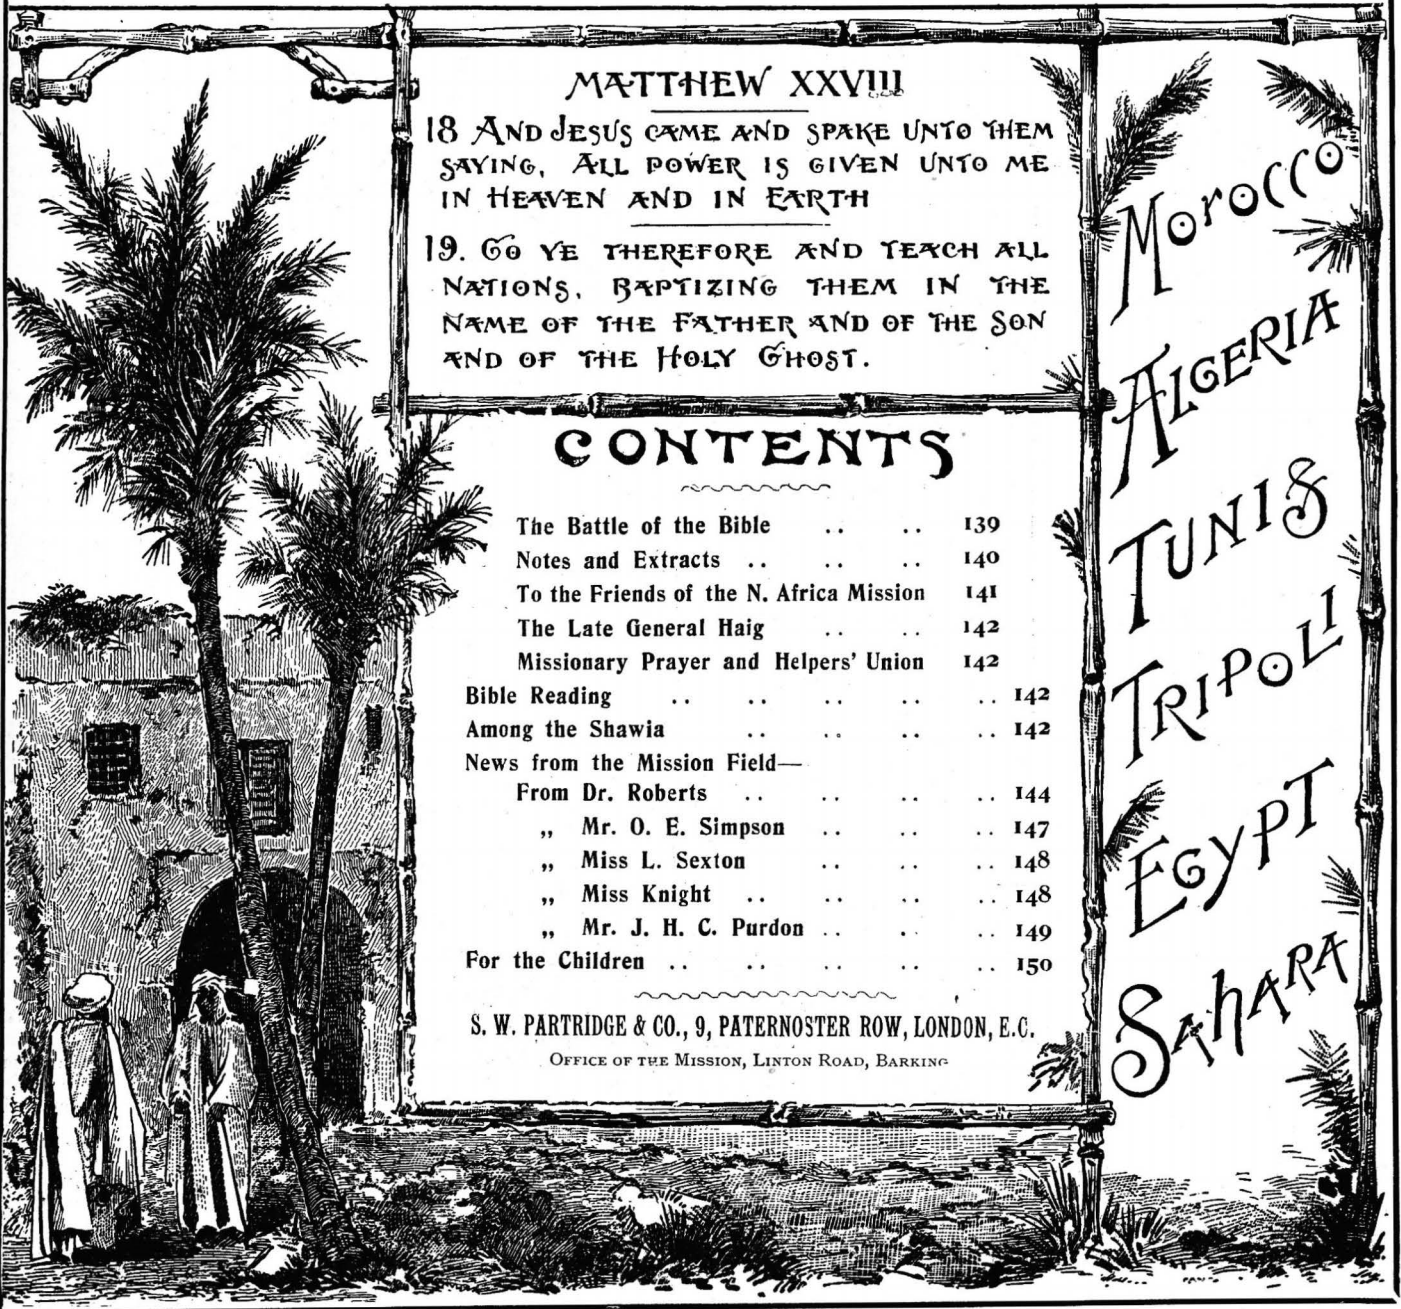 MATTHEW XXVIII
18 AND JESUS CAME AND SPAKE UNTO THEM
SAYING, ALL POWER IS GIVEN UNTO ME
IN HEAVEN AND IN EARTH
19. GO YE THEREFORE AND TEACH ALL
NATIONS, BAPTIZING THEM IN THE
NAME OF THE FATHER AND OF THE SON
AND OF THE HOLY GHOST.
CONTENTS
The Battle of the Bible .. .. 139
Notes and Extracts .. .. .. 140
To the Friends of the N. Africa Mission 141
The Late General Haig .. .. 142
Missionary Prayer and Helpers' Union 142
Bible Reading .. .. .. .. .. 142
Among the Shawia .. .. .. .. 142
News from the Mission Field—
From Dr. Roberts .. .. .. .. 144
„ Mr. O. E. Simpson .. .. .. 147
„ Miss L. Sexton .. .. .. 148
„ Miss Knight .. .. .. .. 148
„ Mr. J. H. C. Purdon .. .. .. 149
For the Children .. .. .. .. .. 150
S. W. PARTRIDGE & CO., 9, PATERNOSTER ROW, LONDON, E.C.
OFFICE OF THE MISSION, LINTON ROAD, BARKING
MOROCCO
ALGERIA
TUNIS
TRIPOLI
EGYPT
SAHARA